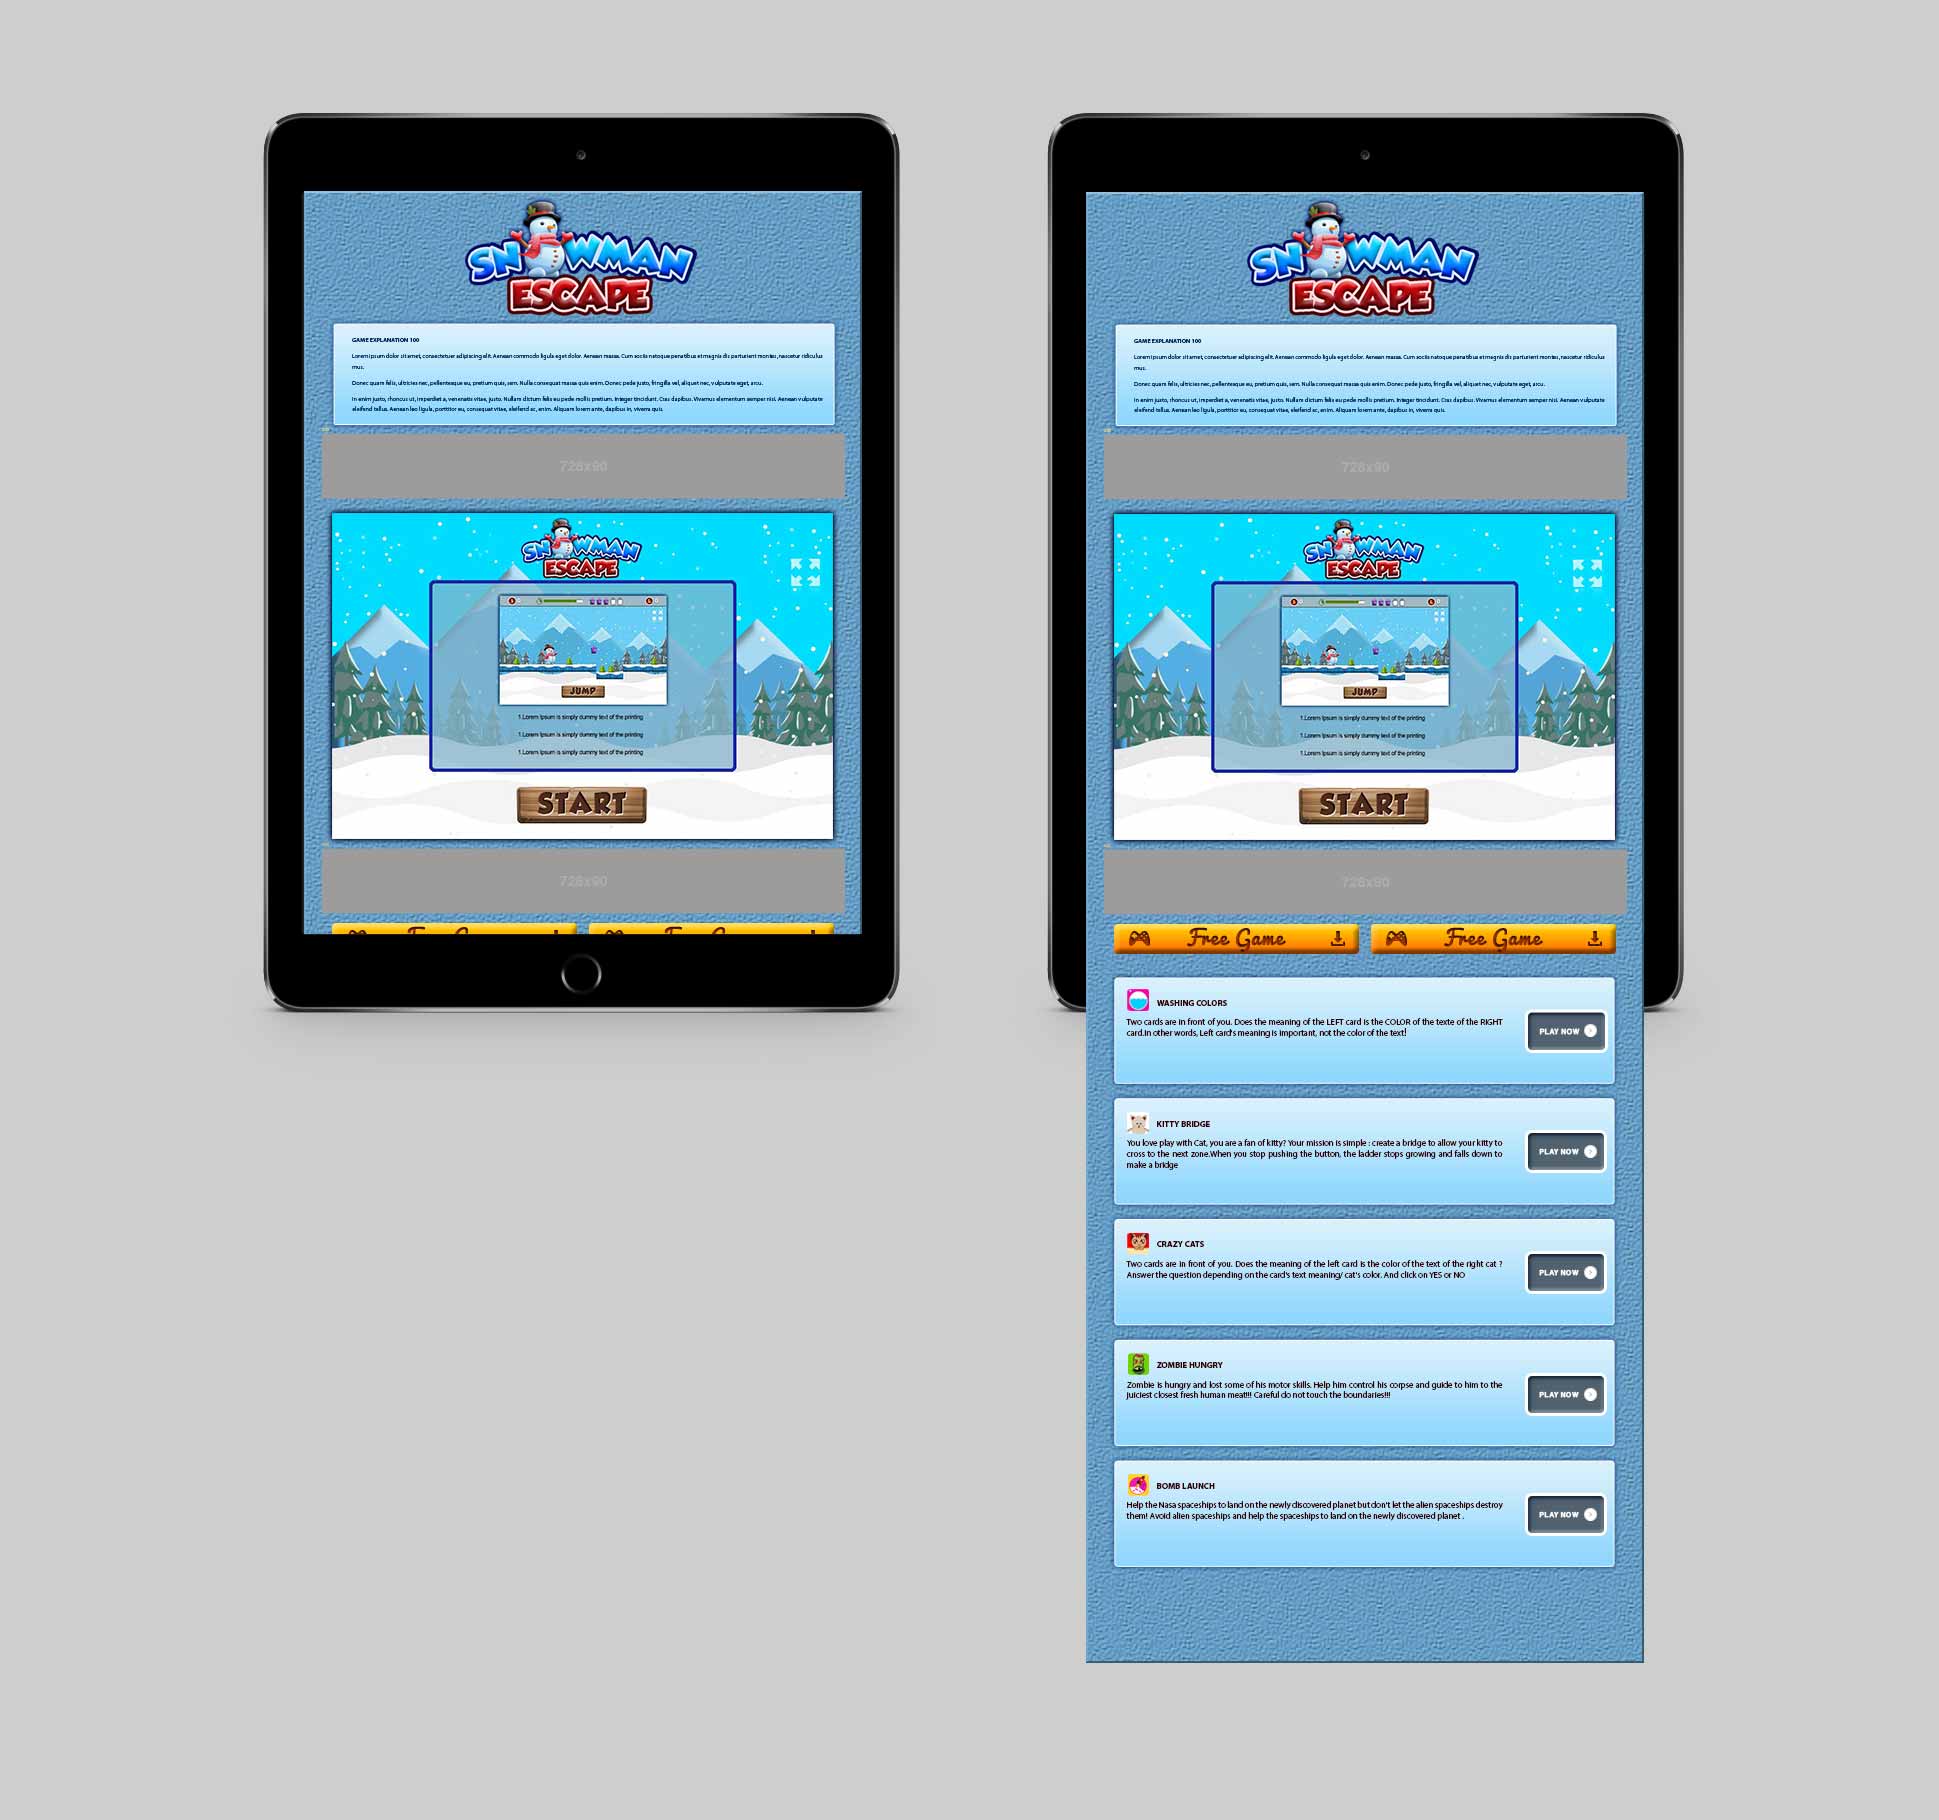 SNOWMAN
ESCAPE
GAME EXPLANATION 100
Lorem ipsum dolor sit amet, consectetuer adipiscing elit. Aenean commodo ligula eget dolor. Aenean massa. Cum sociis natoque penatibus et magnis dis parturient montes, nascetur ridiculus
mus.
Donec quam felis, ultricies nec, pellentesque eu, pretium quis, sem. Nulla consequat massa quis enim. Donec pede justo, fringilla vel, aliquet nec, vulputate eget, arcu.
In enim justo, rhoncus ut, imperdiet a, venenatis vitae, justo. Nullam dictum felis eu pede mollis pretium. Integer tincidunt. Cras dapibus. Vivamus elementum semper nisi. Aenean vulputate
eleifend tellus. Aenean leo ligula, porttitor eu, consequat vitae, eleifend ac, enim. Aliquam lorem ante, dapibus in, viverra quis.
728x90
SNOWMAN
ESCAPE
JUMP
1.Lorem Ipsum is simply dummy text of the printing
1.Lorem Ipsum is simply dummy text of the printing
1.Lorem Ipsum is simply dummy text of the printing
START
728x90
Free Game
Free Game
SNOWMAN
ESCAPE
GAME EXPLANATION 100
Lorem ipsum dolor sit amet, consectetuer adipiscing elit. Aenean commodo ligula eget dolor. Aenean massa. Cum sociis natoque penatibus et magnis dis parturient montes, nascetur ridiculus
mus.
Donec quam felis, ultricies nec, pellentesque eu, pretium quis, sem. Nulla consequat massa quis enim. Donec pede justo, fringilla vel, aliquet nec, vulputate eget, arcu.
In enim justo, rhoncus ut, imperdiet a, venenatis vitae, justo. Nullam dictum felis eu pede mollis pretium. Integer tincidunt. Cras dapibus. Vivamus elementum semper nisi. Aenean vulputate
eleifend tellus. Aenean leo ligula, porttitor eu, consequat vitae, eleifend ac, enim. Aliquam lorem ante, dapibus in, viverra quis.
728x90
SNOWMAN
ESCAPE
JUMP
1.Lorem Ipsum is simply dummy text of the printing
1.Lorem Ipsum is simply dummy text of the printing
1.Lorem Ipsum is simply dummy text of the printing
START
728x90
Free Game
Free Game
WASHING COLORS
Two cards are in front of you. Does the meaning of the LEFT card is the COLOR of the texte of the RIGHT
card.In other words, Left card's meaning is important, not the color of the text!
PLAY NOW
KITTY BRIDGE
You love play with Cat, you are a fan of kitty? Your mission is simple : create a bridge to allow your kitty to
cross to the next zone.When you stop pushing the button, the ladder stops growing and falls down to
make a bridge
PLAY NOW
CRAZY CATS
Two cards are in front of you. Does the meaning of the left card is the color of the text of the right cat ?
Answer the question depending on the card's text meaning/ cat's color. And click on YES or NO
PLAY NOW
ZOMBIE HUNGRY
Zombie is hungry and lost some of his motor skills. Help him control his corpse and guide to him to the
juiciest closest fresh human meat!!! Careful do not touch the boundaries!!!
PLAY NOW
BOMB LAUNCH
Help the Nasa spaceships to land on the newly discovered planet but don't let the alien spaceships destroy
them! Avoid alien spaceships and help the spaceships to land on the newly discovered planet .
PLAY NOW